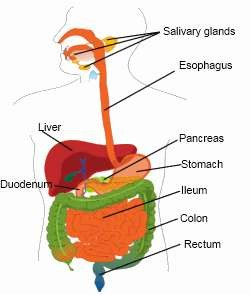 Salivary glands
Esophagus
Liver
Pancreas
Stomach
Duodenum
Ileum
Colon
Rectum